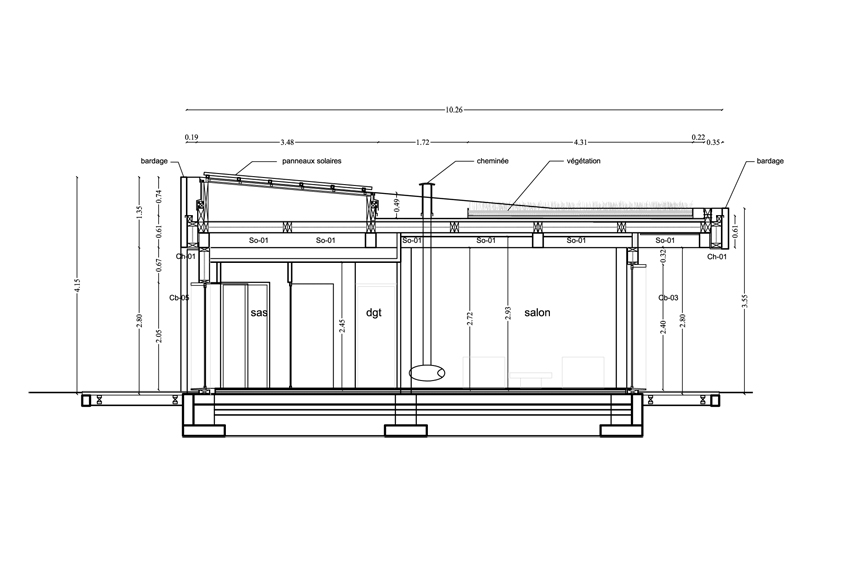 10.26
0.19 3.48 1.72 4.31 0.22 0.35
bardage panneaux solaires cheminée végétation bardage
0.74
1.35
0.49
0.61
0.61
So-01 So-01 So-01 So-01 So-01 So-01
Ch-01 Ch-01
0.67
0.32
4.15
Cb-05 Cb-03
3.55
sas dgt salon
2.80 2.05 2.45 2.72 2.93 2.40 2.80